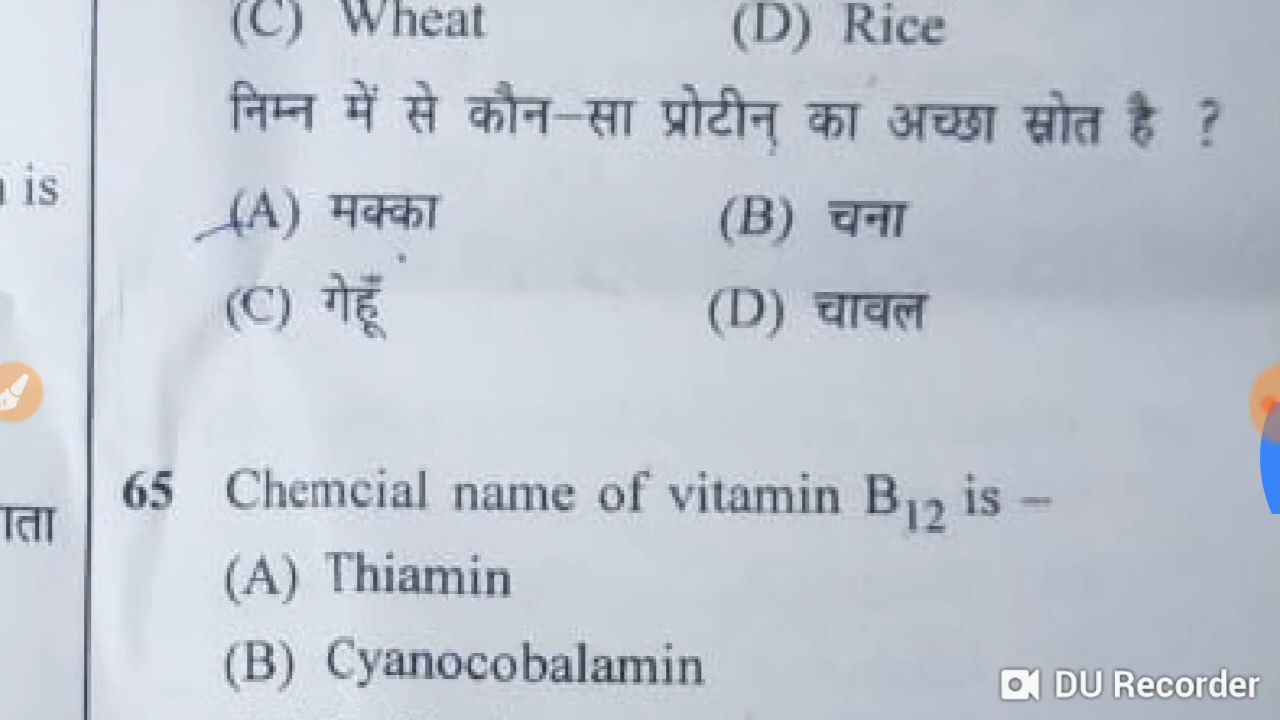 (C) Wheat (D) Rice
निम्न में से कौन-सा प्रोटीन् का अच्छा स्रोत है ?
is
(A) मक्का (B) चना
(C) गेहूँ (D) चावल
65 Chemcial name of vitamin B12 is –
(A) Thiamin
(B) Cyanocobalamin
DU Recorder